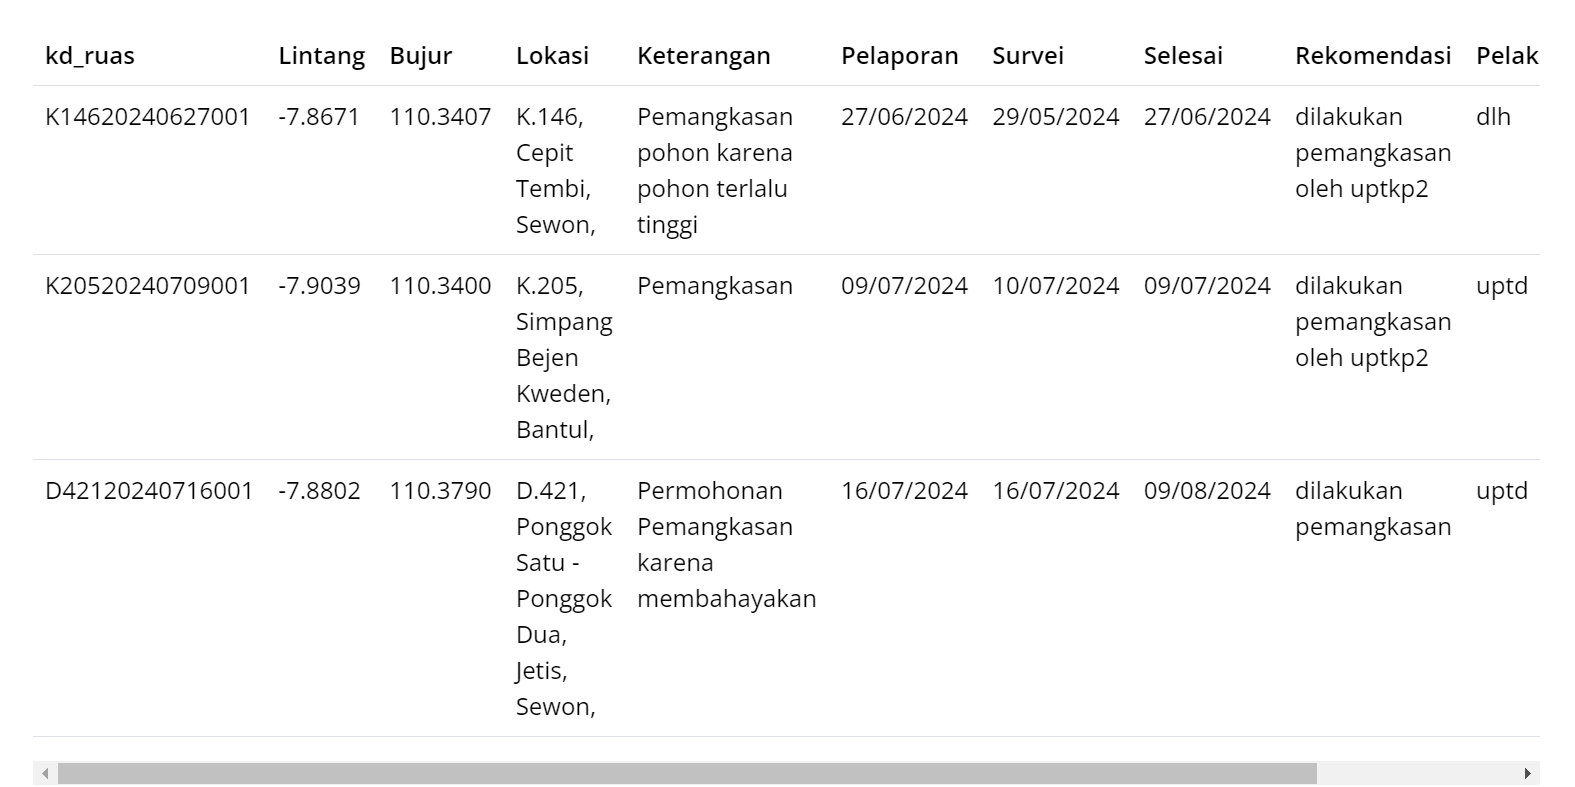 kd_ruas Lintang Bujur Lokasi Keterangan Pelaporan Survei Selesai Rekomendasi Pelak
K14620240627001 -7.8671 110.3407 K.146, Pemangkasan 27/06/2024 29/05/2024 27/06/2024 dilakukan dlh
Cepit pohon karena pemangkasan
Tembi, pohon terlalu oleh uptkp2
Sewon, tinggi
K20520240709001 -7.9039 110.3400 K.205, Pemangkasan 09/07/2024 10/07/2024 09/07/2024 dilakukan uptd
Simpang pemangkasan
Bejen oleh uptkp2
Kweden,
Bantul,
D42120240716001 -7.8802 110.3790 D.421, Permohonan 16/07/2024 16/07/2024 09/08/2024 dilakukan uptd
Ponggok Pemangkasan pemangkasan
Satu - karena
Ponggok membahayakan
Dua,
Jetis,
Sewon,